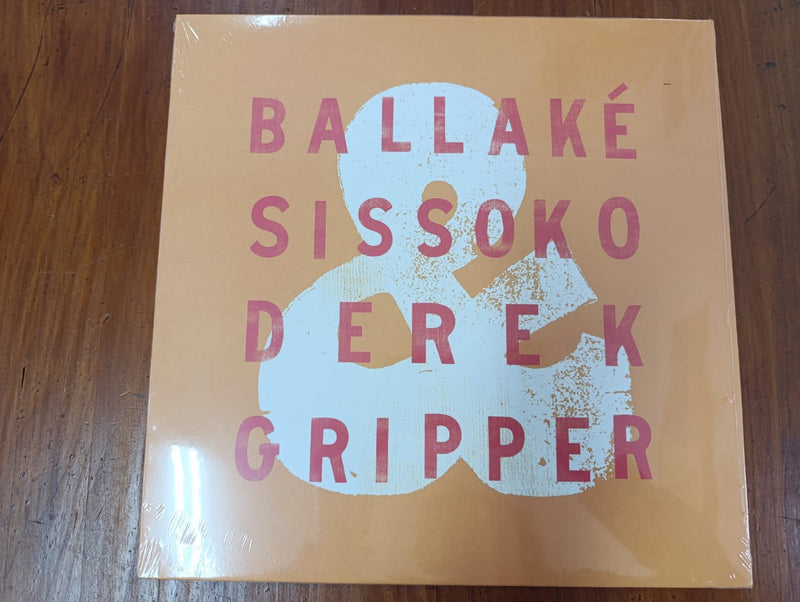 BALLAKÉ
SISSOKO
&
DEREK
GRIPPER